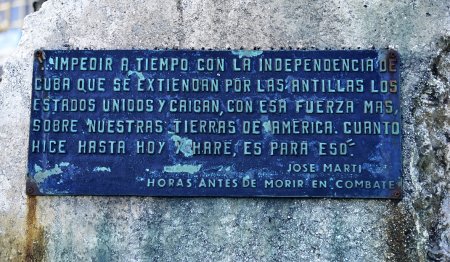 "IMPEDIR A TIEMPO CON LA INDEPENDENCIA DE
CUBA QUE SE EXTIENDAN POR LAS ANTILLAS LOS
ESTADOS UNIDOS Y CAIGAN, CON ESA FUERZA MAS,
SOBRE NUESTRAS TIERRAS DE AMERICA. CUANTO
HICE HASTA HOY Y HARE, ES PARA ESO".
JOSE MARTI
HORAS ANTES DE MORIR EN COMBATE